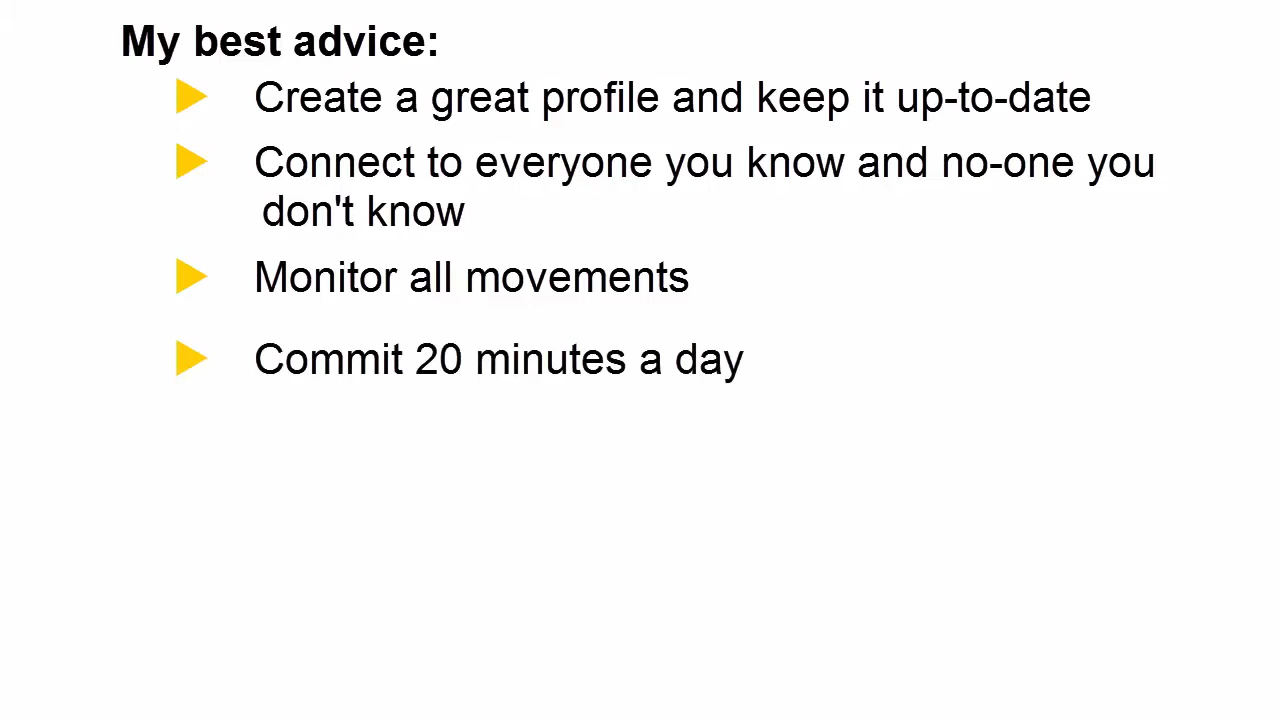 My best advice:
Create a great profile and keep it up-to-date
Connect to everyone you know and no-one you
don't know
Monitor all movements
Commit 20 minutes a day